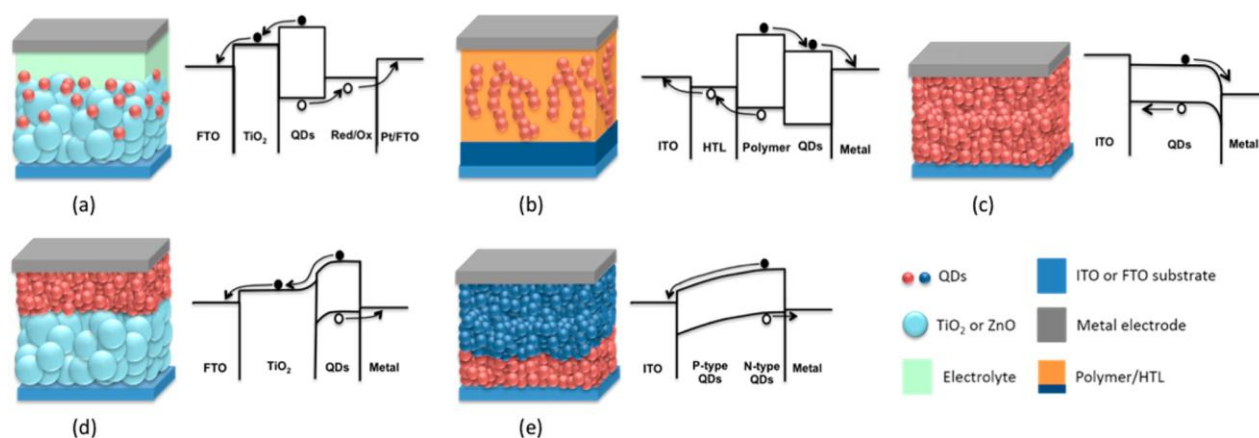 FTO
TiO₂
QDs
Red/Ox
Pt/FTO
(a)
ITO
HTL
Polymer
QDs
Metal
(b)
ITO
QDs
Metal
(c)
FTO
TiO₂
QDs
Metal
(d)
ITO
P-type
QDs
N-type
QDs
Metal
(e)
QDs
ITO or FTO substrate
TiO₂ or ZnO
Metal electrode
Electrolyte
Polymer/HTL